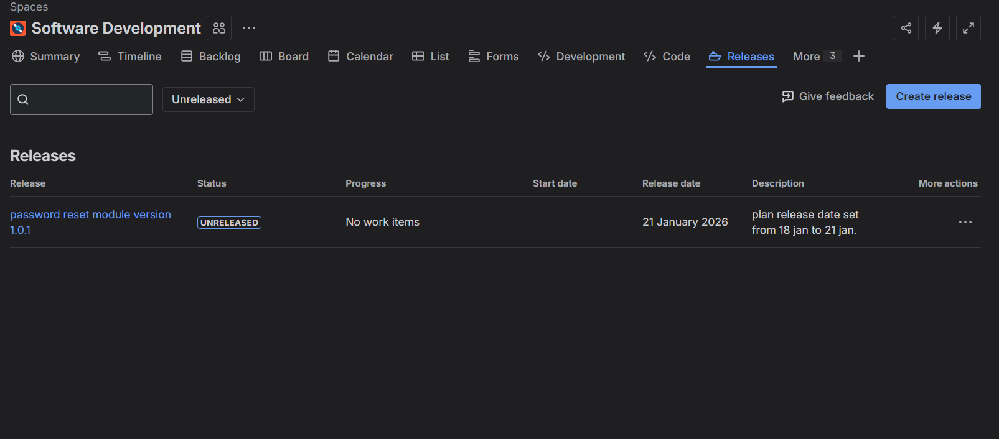 Spaces
Software Development
Summary Timeline Backlog Board Calendar List Forms Development Code Releases More 3
Unreleased Give feedback Create release
Releases
Release Status Progress Start date Release date Description More actions
password reset module version 1.0.1
UNRELEASED
No work items
21 January 2026
plan release date set
from 18 jan to 21 jan.